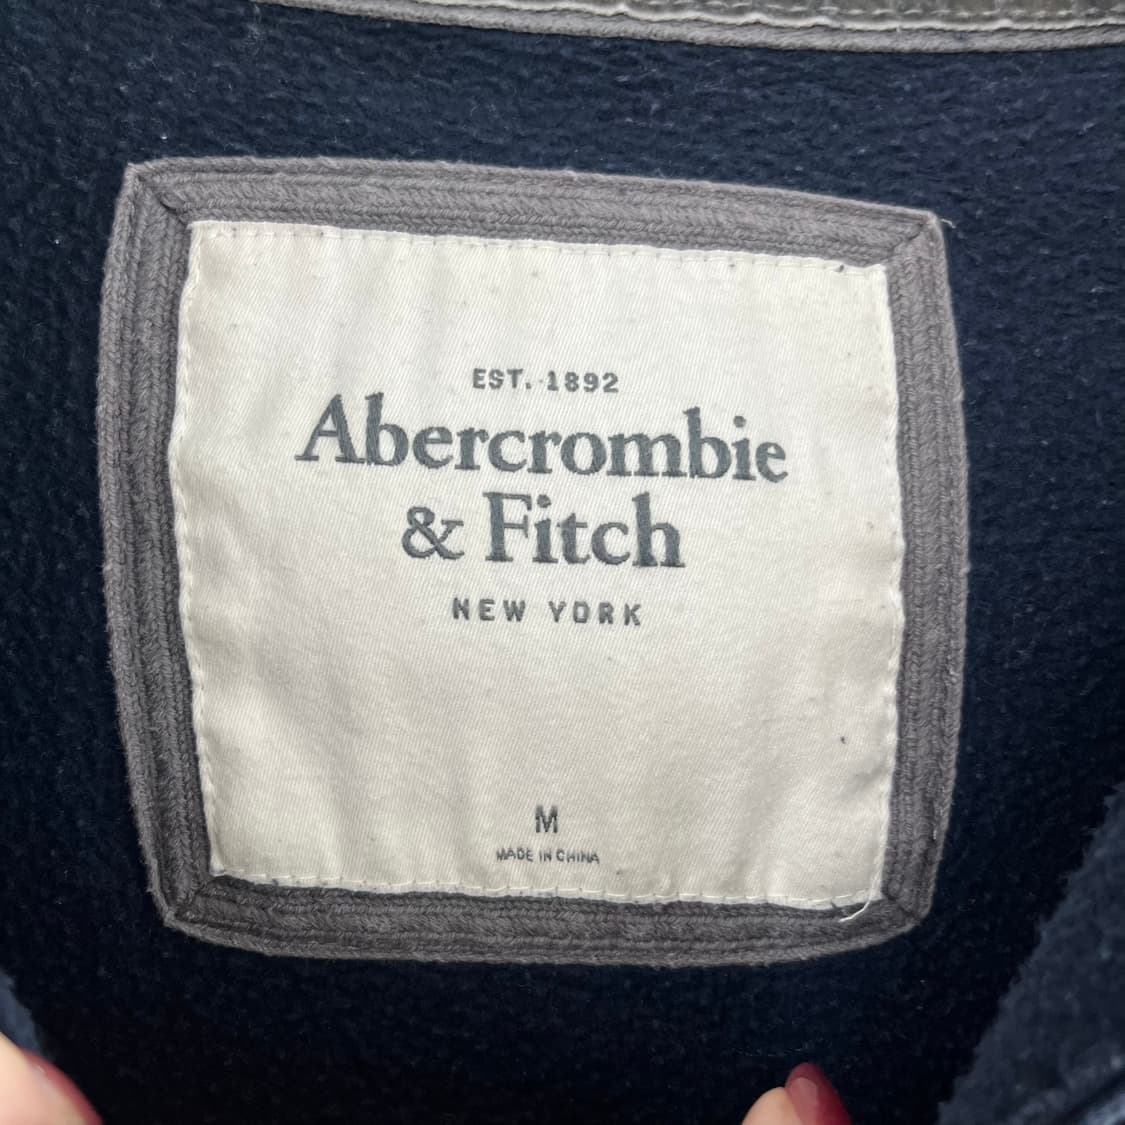 EST. 1892
Abercrombie
& Fitch
NEW YORK
M
MADE IN CHINA